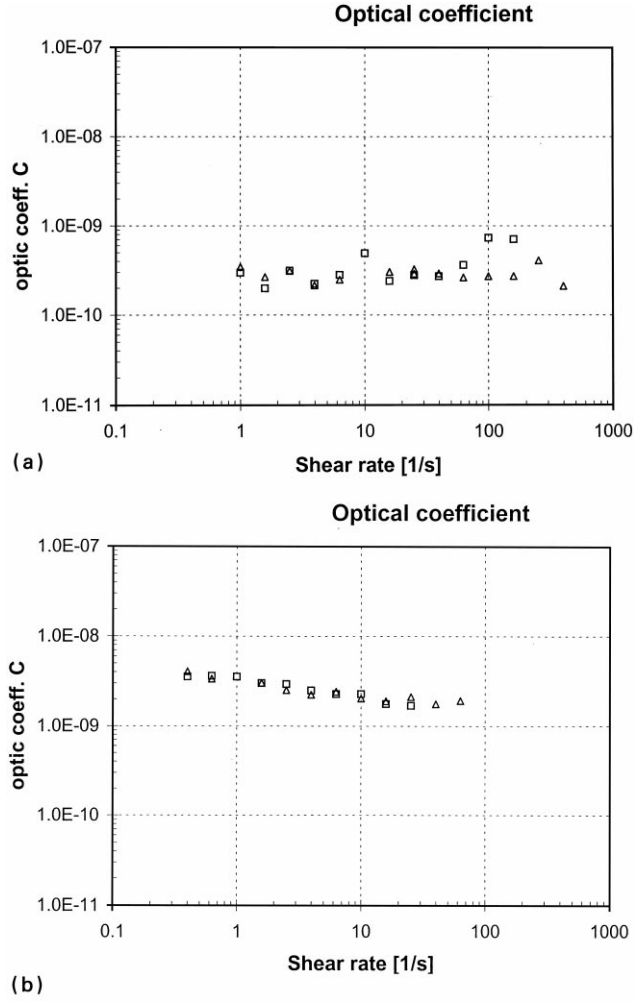 Optical coefficient
1.0E-07
1.0E-08
1.0E-09
1.0E-10
1.0E-11
optic coeff. C
0.1 1 10 100 1000
Shear rate [1/s]
(a)
Optical coefficient
1.0E-07
1.0E-08
1.0E-09
1.0E-10
1.0E-11
optic coeff. C
0.1 1 10 100 1000
Shear rate [1/s]
(b)